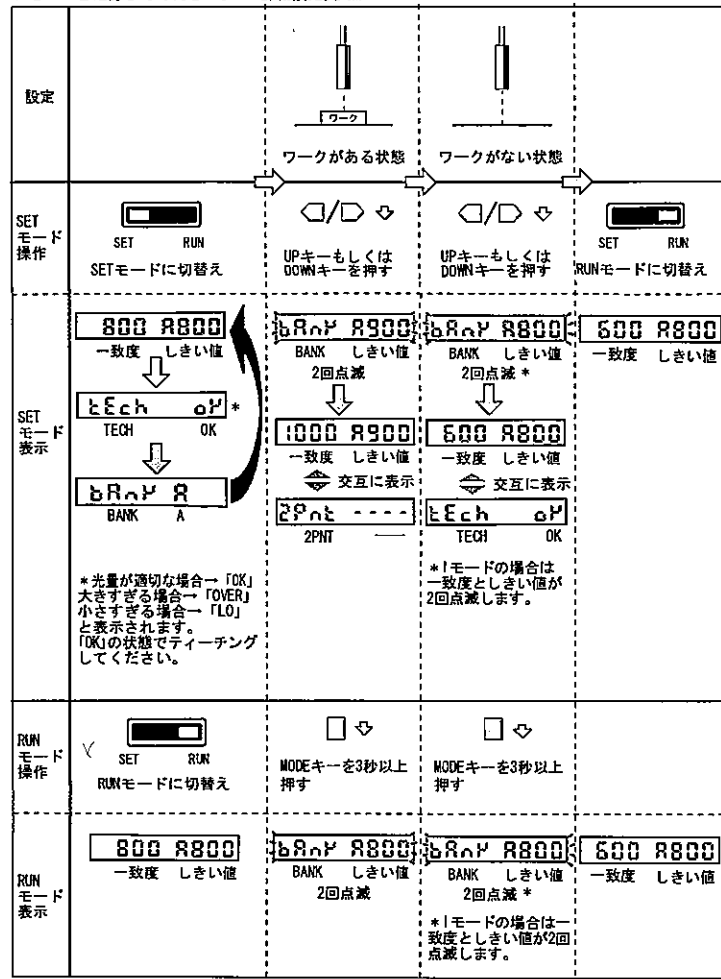 設定
ワーク
ワークがある状態
ワークがない状態
SET
モード
操作
SET RUN
SETモードに切替え
UPキーもしくは
DOWNキーを押す
UPキーもしくは
DOWNキーを押す
SET RUN
RUNモードに切替え
SET
モード
表示
800 A800
一致度 しきい値
tEch oK *
TECH OK
bAnK A
BANK A
*光量が適切な場合→「OK」
大きすぎる場合→「OVER」
小さすぎる場合→「LO」
と表示されます。
「OK」の状態でティーチング
してください。
bAnK A900
BANK しきい値
2回点滅
1000 A900
一致度 しきい値
交互に表示
2Pnt ----
2PNT ―
bAnK A800
BANK しきい値
2回点滅 *
600 A800
一致度 しきい値
交互に表示
tEch oK
TECH OK
*Iモードの場合は
一致度としきい値が
2回点滅します。
600 A800
一致度 しきい値
RUN
モード
操作
SET RUN
RUNモードに切替え
MODEキーを3秒以上
押す
MODEキーを3秒以上
押す
RUN
モード
表示
800 A800
一致度 しきい値
bAnK A800
BANK しきい値
2回点滅
bAnK A800
BANK しきい値
2回点滅 *
*Iモードの場合は一
致度としきい値が2回
点滅します。
600 A800
一致度 しきい値